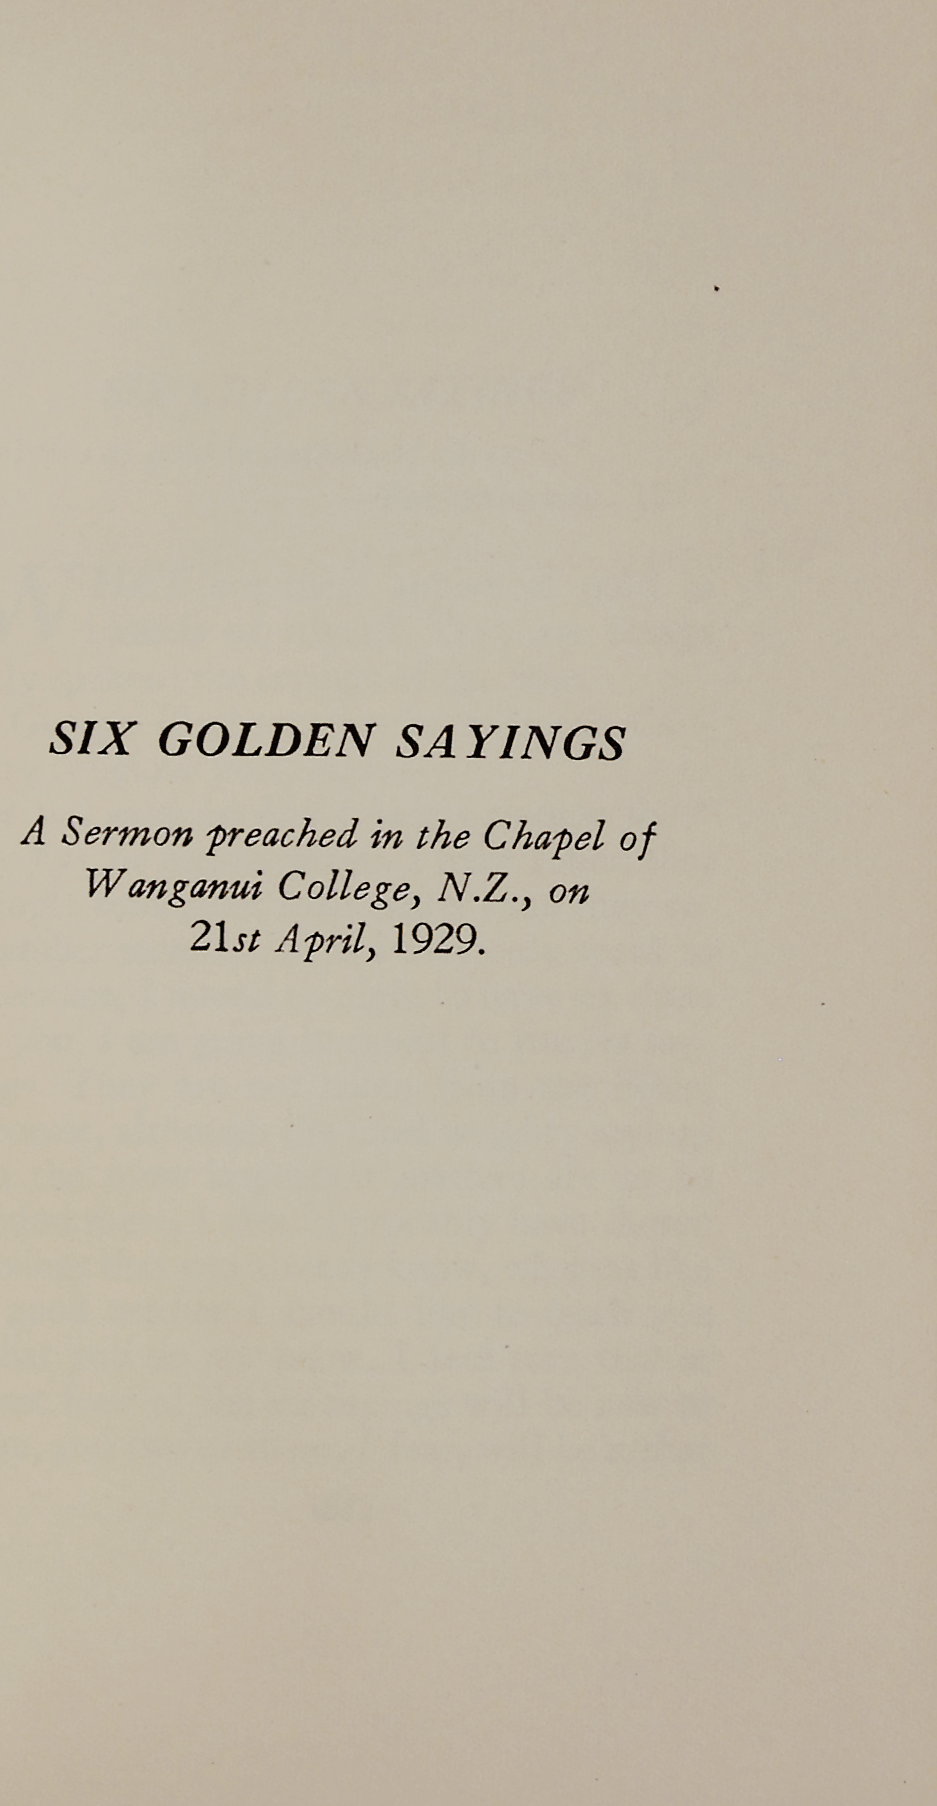 SIX GOLDEN SAYINGS
A Sermon preached in the Chapel of
Wanganui College, N.Z., on
21st April, 1929.